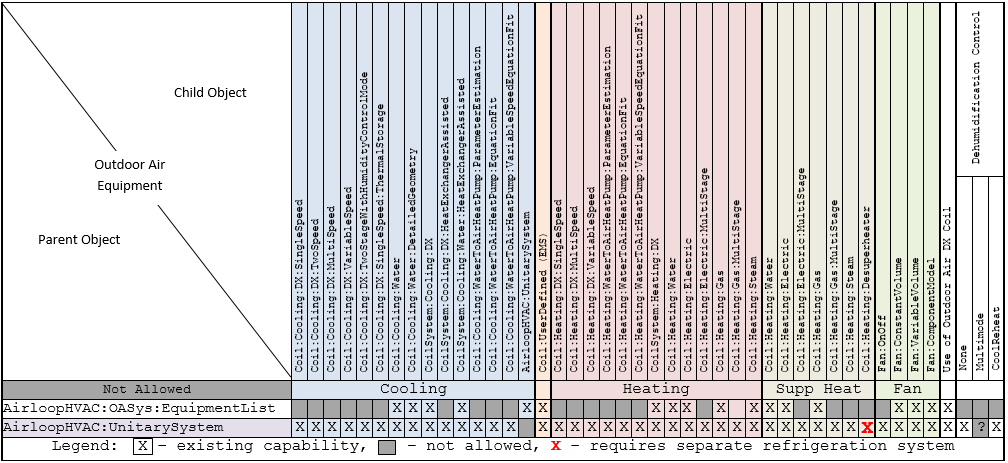 Child Object
Outdoor Air
Equipment
Parent Object
Coil:Cooling:DX:SingleSpeed
Coil:Cooling:DX:TwoSpeed
Coil:Cooling:DX:MultiSpeed
Coil:Cooling:DX:VariableSpeed
Coil:Cooling:DX:TwoStageWithHumidityControlMode
Coil:Cooling:DX:SingleSpeed:ThermalStorage
Coil:Cooling:Water
Coil:Cooling:Water:DetailedGeometry
CoilSystem:Cooling:DX
CoilSystem:Cooling:DX:HeatExchangerAssisted
CoilSystem:Cooling:Water:HeatExchangerAssisted
Coil:Cooling:WaterToAirHeatPump:ParameterEstimation
Coil:Cooling:WaterToAirHeatPump:EquationFit
Coil:Cooling:WaterToAirHeatPump:VariableSpeedEquationFit
AirloopHVAC:UnitarySystem
Coil:UserDefined (EMS)
Coil:Heating:DX:SingleSpeed
Coil:Heating:DX:MultiSpeed
Coil:Heating:DX:VariableSpeed
Coil:Heating:WaterToAirHeatPump:ParameterEstimation
Coil:Heating:WaterToAirHeatPump:EquationFit
Coil:Heating:WaterToAirHeatPump:VariableSpeedEquationFit
CoilSystem:Heating:DX
Coil:Heating:Water
Coil:Heating:Electric
Coil:Heating:Electric:MultiStage
Coil:Heating:Gas
Coil:Heating:Gas:MultiStage
Coil:Heating:Steam
Coil:Heating:Water
Coil:Heating:Electric
Coil:Heating:Electric:MultiStage
Coil:Heating:Gas
Coil:Heating:Gas:MultiStage
Coil:Heating:Steam
Coil:Heating:Desuperheater
Fan:OnOff
Fan:ConstantVolume
Fan:VariableVolume
Fan:ComponentModel
Use of Outdoor Air DX Coil
Dehumidification Control
None
Multimode
CoolReheat
Not Allowed Cooling Heating Supp Heat Fan
AirloopHVAC:OASys:EquipmentList X X X X X X X X X X X X X X X X X X
AirloopHVAC:UnitarySystem X X X X X X X X X X X X X X X X X X X X X X X X X X X X X X X X X X X X X X X X X ? X
Legend: X - existing capability, - not allowed, X - requires separate refrigeration system